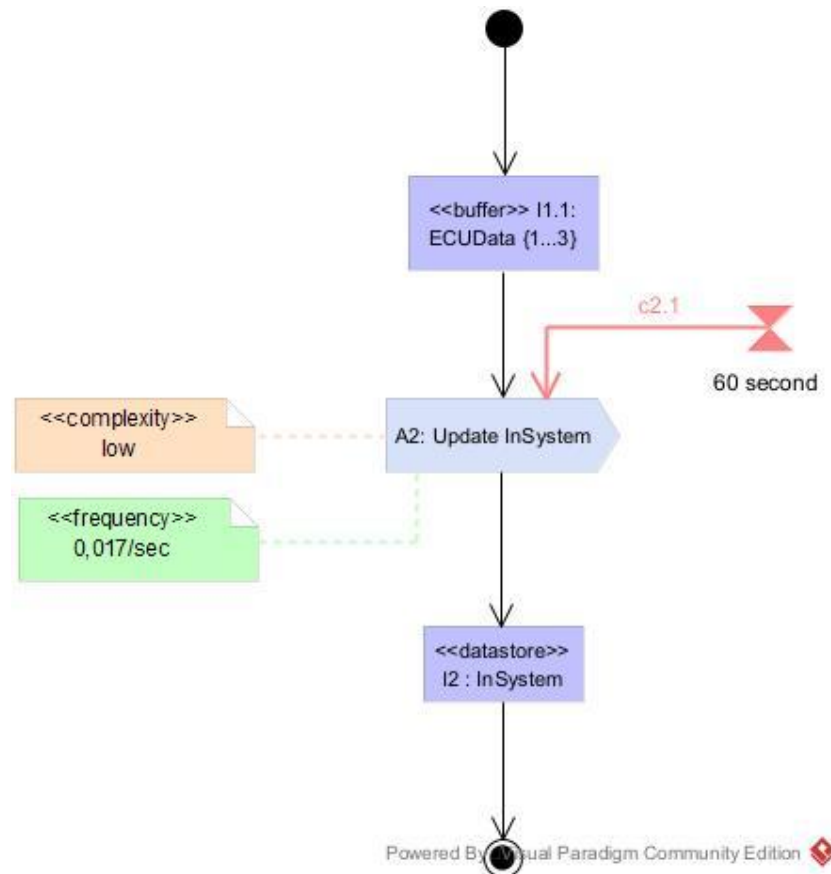 <<buffer>> I1.1:
ECUData {1...3}
c2.1
60 second
<<complexity>>
low
A2: Update InSystem
<<frequency>>
0,017/sec
<<datastore>>
I2 : InSystem
Powered By Visual Paradigm Community Edition